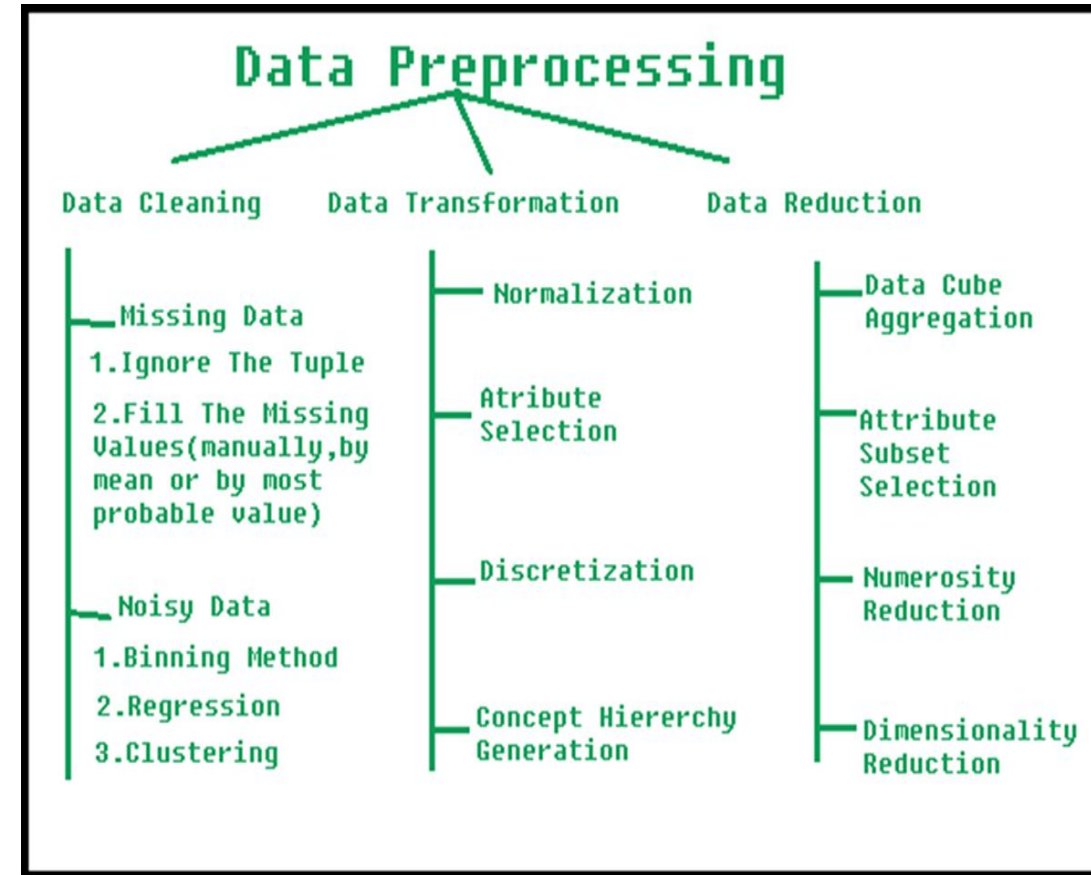 Data Preprocessing
Data Cleaning
Data Transformation
Data Reduction
Missing Data
1.Ignore The Tuple
2.Fill The Missing
Values(manually,by
mean or by most
probable value)
Noisy Data
1.Binning Method
2.Regression
3.Clustering
Normalization
Atribute
Selection
Discretization
Concept Hiererchy
Generation
Data Cube
Aggregation
Attribute
Subset
Selection
Numerosity
Reduction
Dimensionality
Reduction